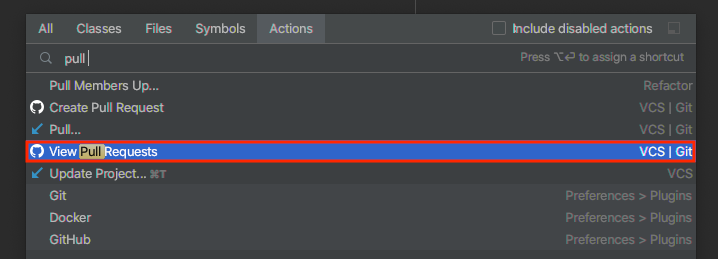 All Classes Files Symbols Actions Include disabled actions
pull Press ⌥⏎ to assign a shortcut
Pull Members Up... Refactor
Create Pull Request VCS | Git
Pull... VCS | Git
View Pull Requests VCS | Git
Update Project... ⌘T VCS
Git Preferences > Plugins
Docker Preferences > Plugins
GitHub Preferences > Plugins